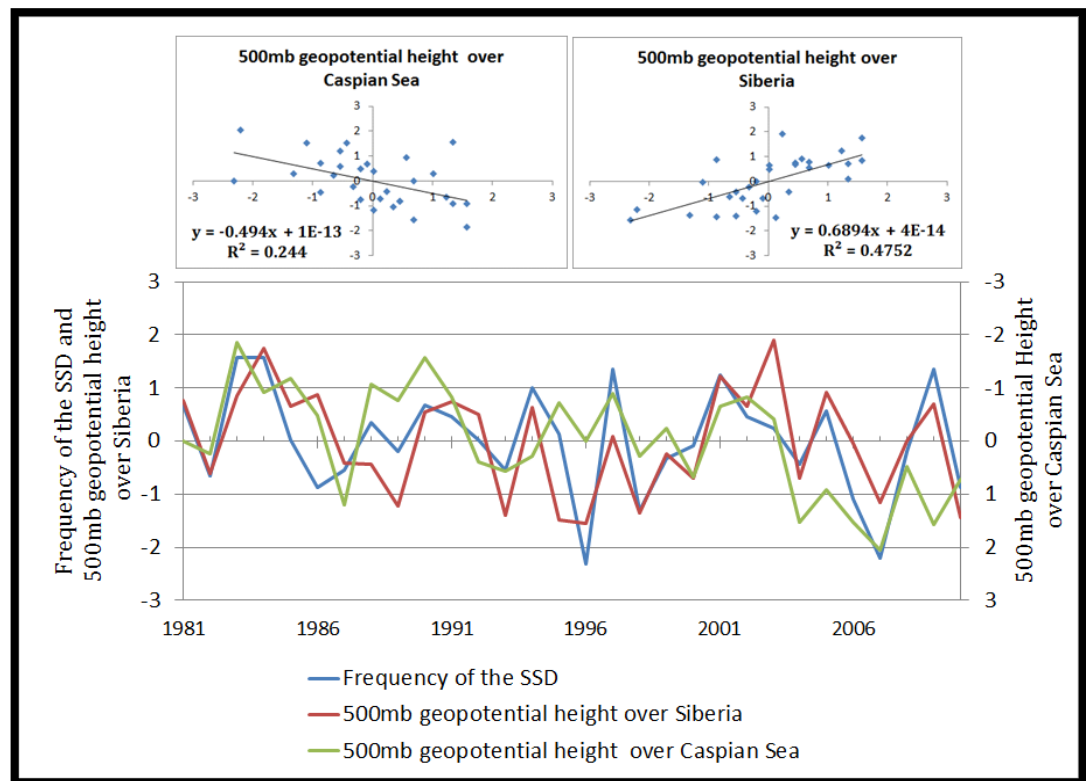 500mb geopotential height over
Caspian Sea
3
2
1
0
-3 -2 -1 0 1 2 3
-1
-2
-3
y = -0.494x + 1E-13
R² = 0.244
500mb geopotential height over
Siberia
3
2
1
0
-3 -2 -1 0 1 2 3
-1
-2
-3
y = 0.6894x + 4E-14
R² = 0.4752
Frequency of the SSD and
500mb geopotential height
over Siberia
3
2
1
0
-1
-2
-3
-3
-2
-1
0
1
2
3
500mb geopotential Height
over Caspian Sea
1981 1986 1991 1996 2001 2006
Frequency of the SSD
500mb geopotential height over Siberia
500mb geopotential height over Caspian Sea